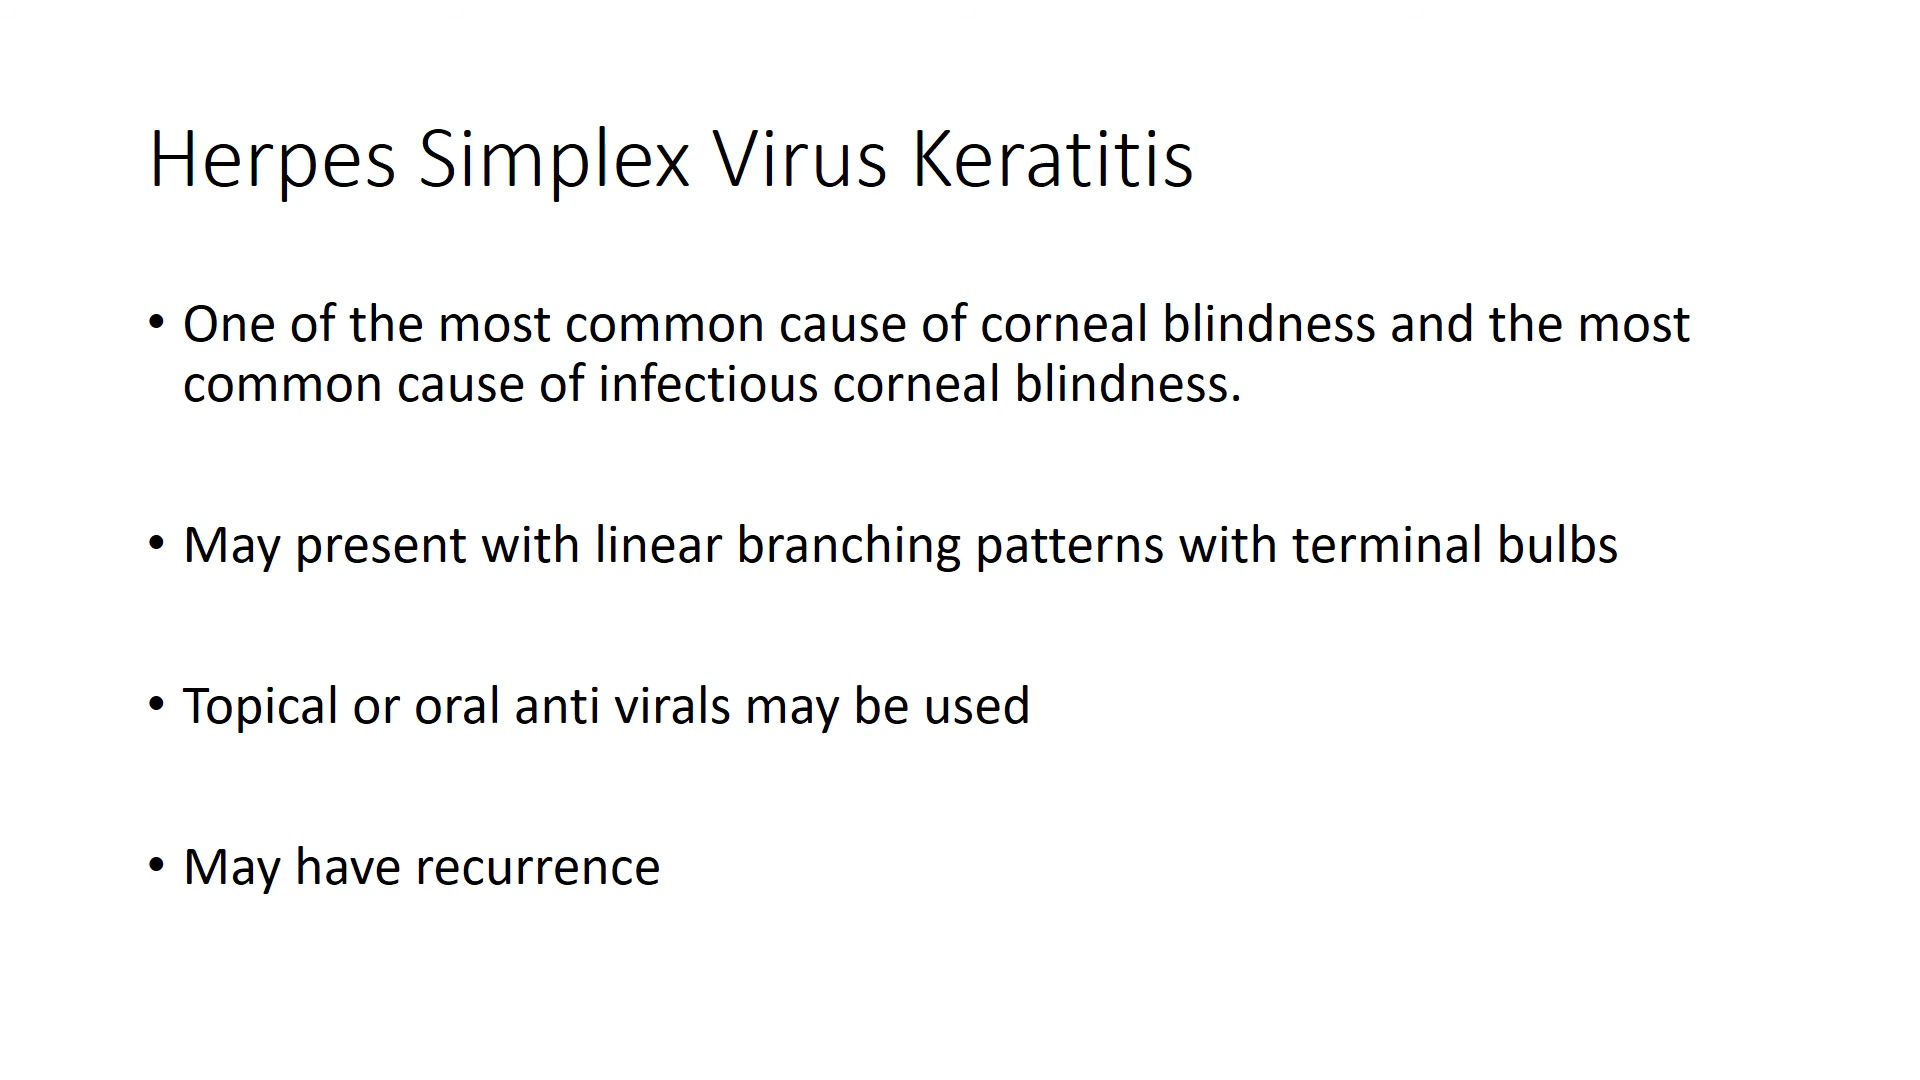 Herpes Simplex Virus Keratitis
• One of the most common cause of corneal blindness and the most
common cause of infectious corneal blindness.
• May present with linear branching patterns with terminal bulbs
• Topical or oral anti virals may be used
• May have recurrence